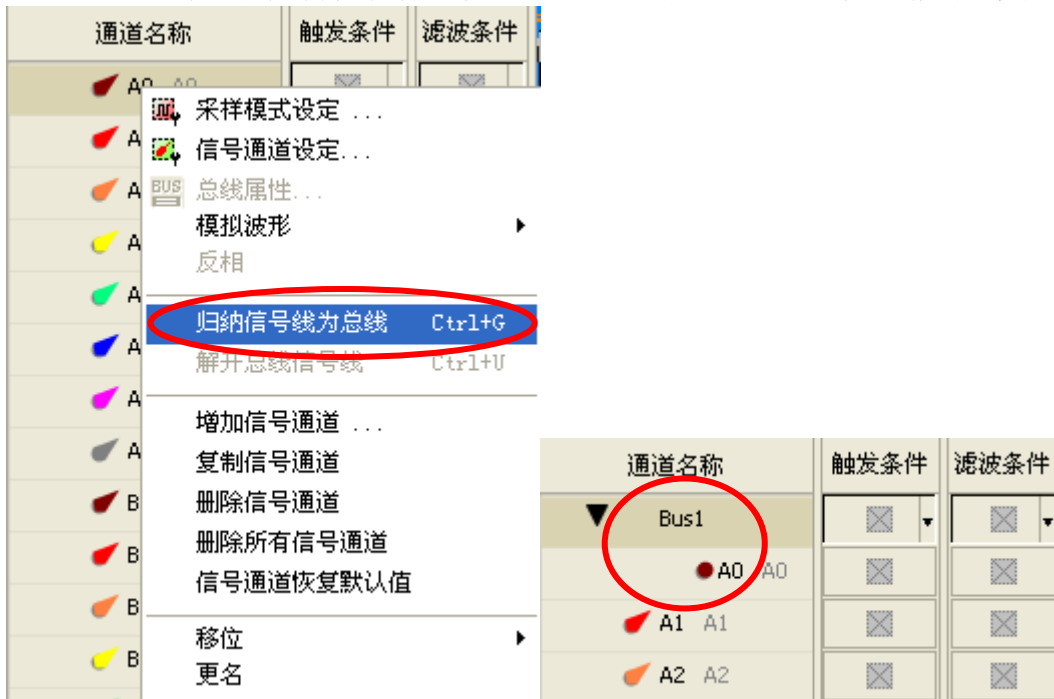 通道名称 触发条件 滤波条件
A0 A0
A
A
A
A
A
A
A
B
B
B
B
采样模式设定 ...
信号通道设定...
BUS 总线属性...
模拟波形
反相
归纳信号线为总线 Ctrl+G
解开总线信号线 Ctrl+U
增加信号通道 ...
复制信号通道
删除信号通道
删除所有信号通道
信号通道恢复默认值
移位
更名
通道名称 触发条件 滤波条件
Bus1
A0 A0
A1 A1
A2 A2